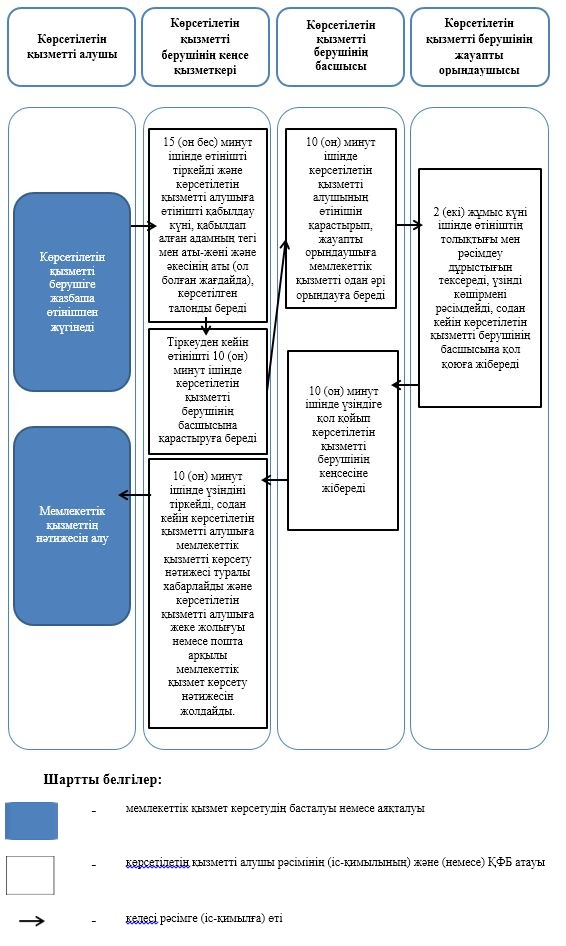 Көрсетілетін
қызметті алушы
Көрсетілетін
қызметті
берушінің кеңсе
қызметкері
Көрсетілетін
қызметті
берушінің
басшысы
Көрсетілетін
қызметті берушінің
жауапты
орындаушысы
Көрсетілетін
қызметті
берушіге
жазбаша
өтінішпен
жүгінеді
15 (он бес) минут
ішінде өтінішті
тіркейді және
көрсетілетін
қызметті алушыға
өтінішті қабылдау
күні, қабылдап
алған адамның тегі
мен аты-жөні және
әкесінің аты (ол
болған жағдайда),
көрсетілген
талонды береді
Тіркеуден кейін
өтінішті 10 (он)
минут ішінде
көрсетілетін
қызметті
берушінің
басшысына
қарастыруға береді
10 (он) минут
ішінде
көрсетілетін
қызметті
алушының
өтінішін
қарастырып,
жауапты
орындаушыға
мемлекеттік
қызметті одан әрі
орындауға береді
2 (екі) жұмыс күні
ішінде өтініштің
толықтығы мен
рәсімдеу
дұрыстығын
тексереді, үзінді
көшірмені
рәсімдейді, содан
кейін көрсетілетін
қызметті берушінің
басшысына қол
қоюға жібереді
10 (он) минут
ішінде үзіндіге
қол қойып
көрсетілетін
қызметті
берушінің
кеңсесіне
жібереді
10 (он) минут
ішінде үзіндіні
тіркейді, содан
кейін көрсетілетін
қызметті алушыға
мемлекеттік
қызметті көрсету
нәтижесі туралы
хабарлайды және
көрсетілетін
қызметті алушыға
жеке жолығуы
немесе пошта
арқылы
мемлекеттік
қызмет көрсету
нәтижесін
жолдайды.
Мемлекеттік
қызметтің
нәтижесін алу
Шартты белгілер:
- мемлекеттік қызмет көрсетудің басталуы немесе аяқталуы
- көрсетілетін қызметті алушы рәсімінің (іс-қимылының) және (немесе) ҚФБ атауы
- келесі рәсімге (іс-қимылға) өту